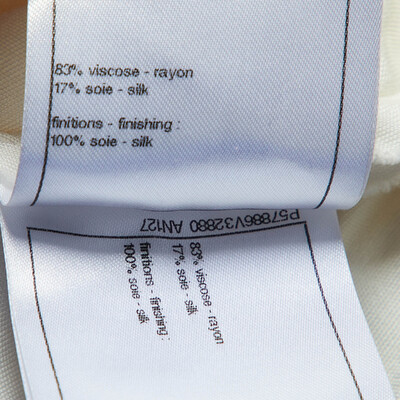 83% viscose - rayon
17% soie - silk
finitions - finishing :
100% soie - silk
P57886V32880 AN127
83% viscose - rayon
17% soie - silk
finitions - finishing :
100% soie - silk